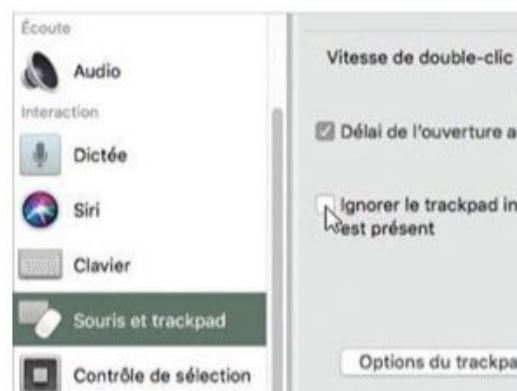 Écoute
Audio
Interaction
Dictée
Siri
Clavier
Souris et trackpad
Contrôle de sélection
Vitesse de double-clic
Délai de l'ouverture a
Ignorer le trackpad in
est présent
Options du trackpa